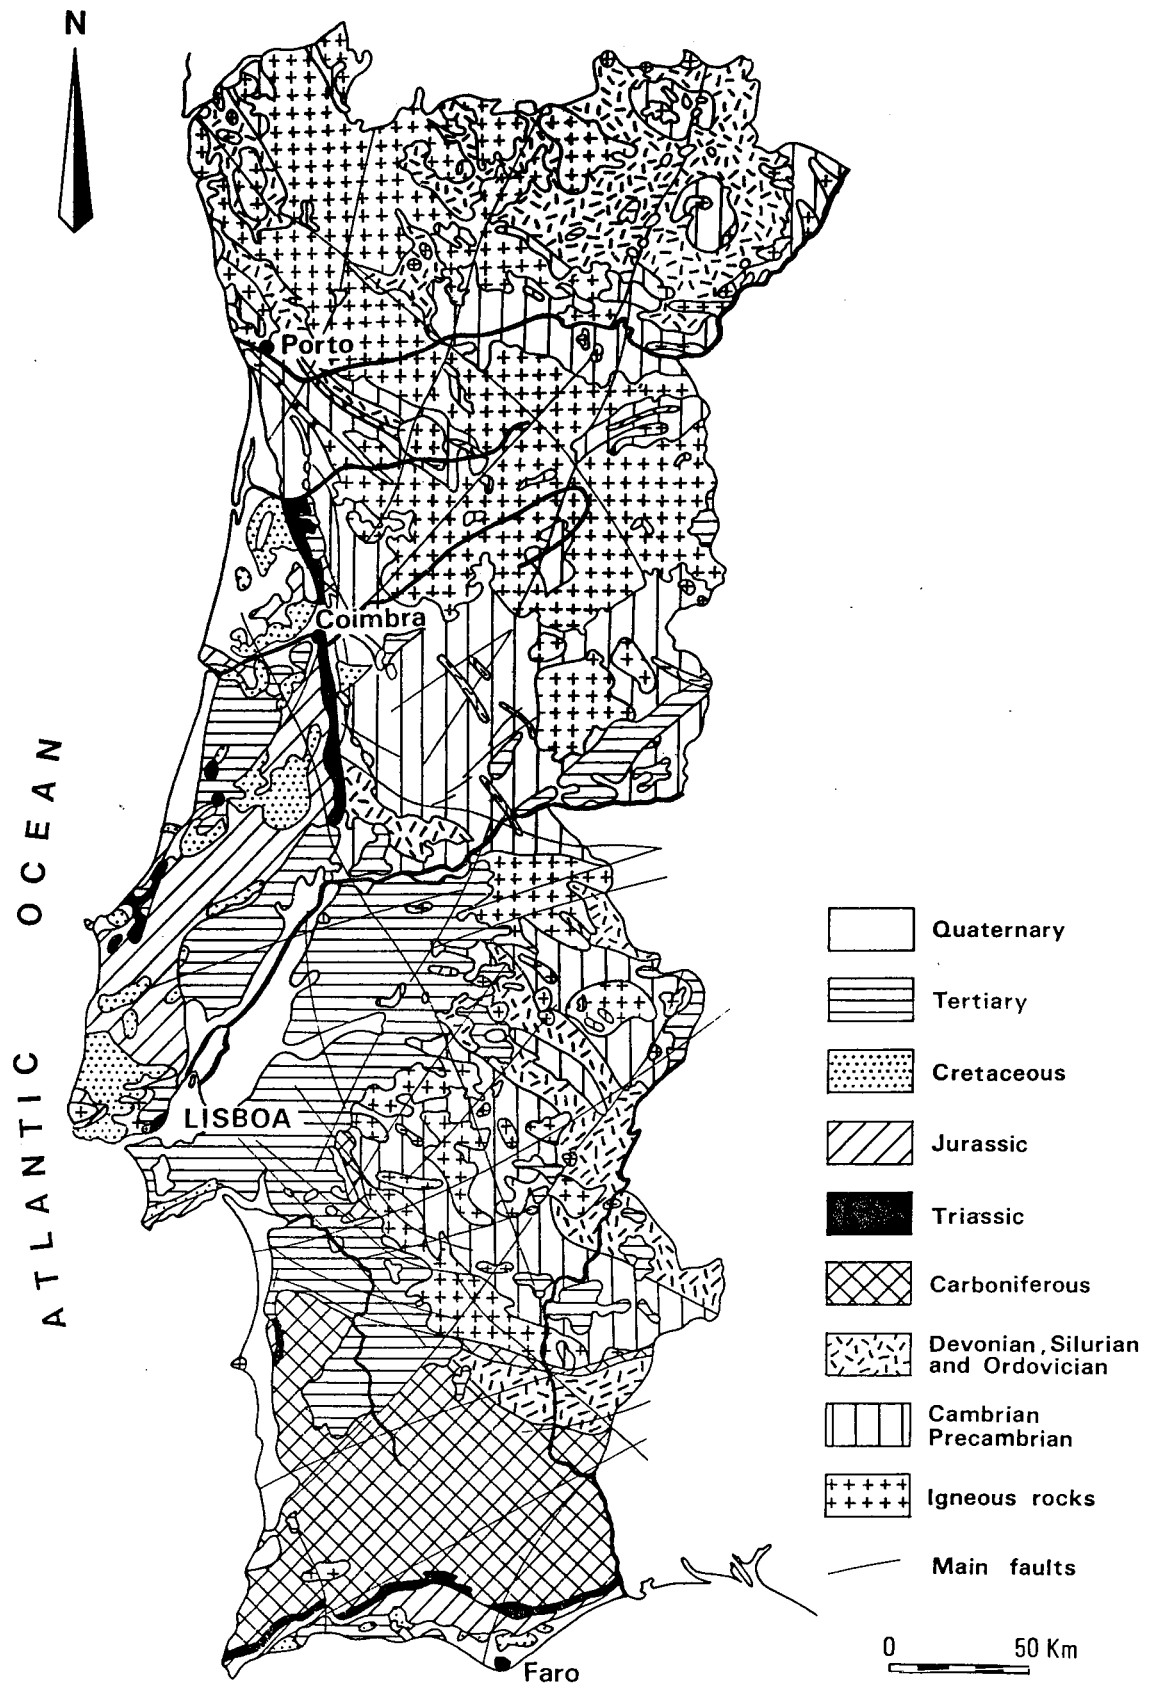 N
Porto
Coimbra
ATLANTIC OCEAN
LISBOA
Faro
Quaternary
Tertiary
Cretaceous
Jurassic
Triassic
Carboniferous
Devonian, Silurian
and Ordovician
Cambrian
Precambrian
Igneous rocks
Main faults
0 50 Km